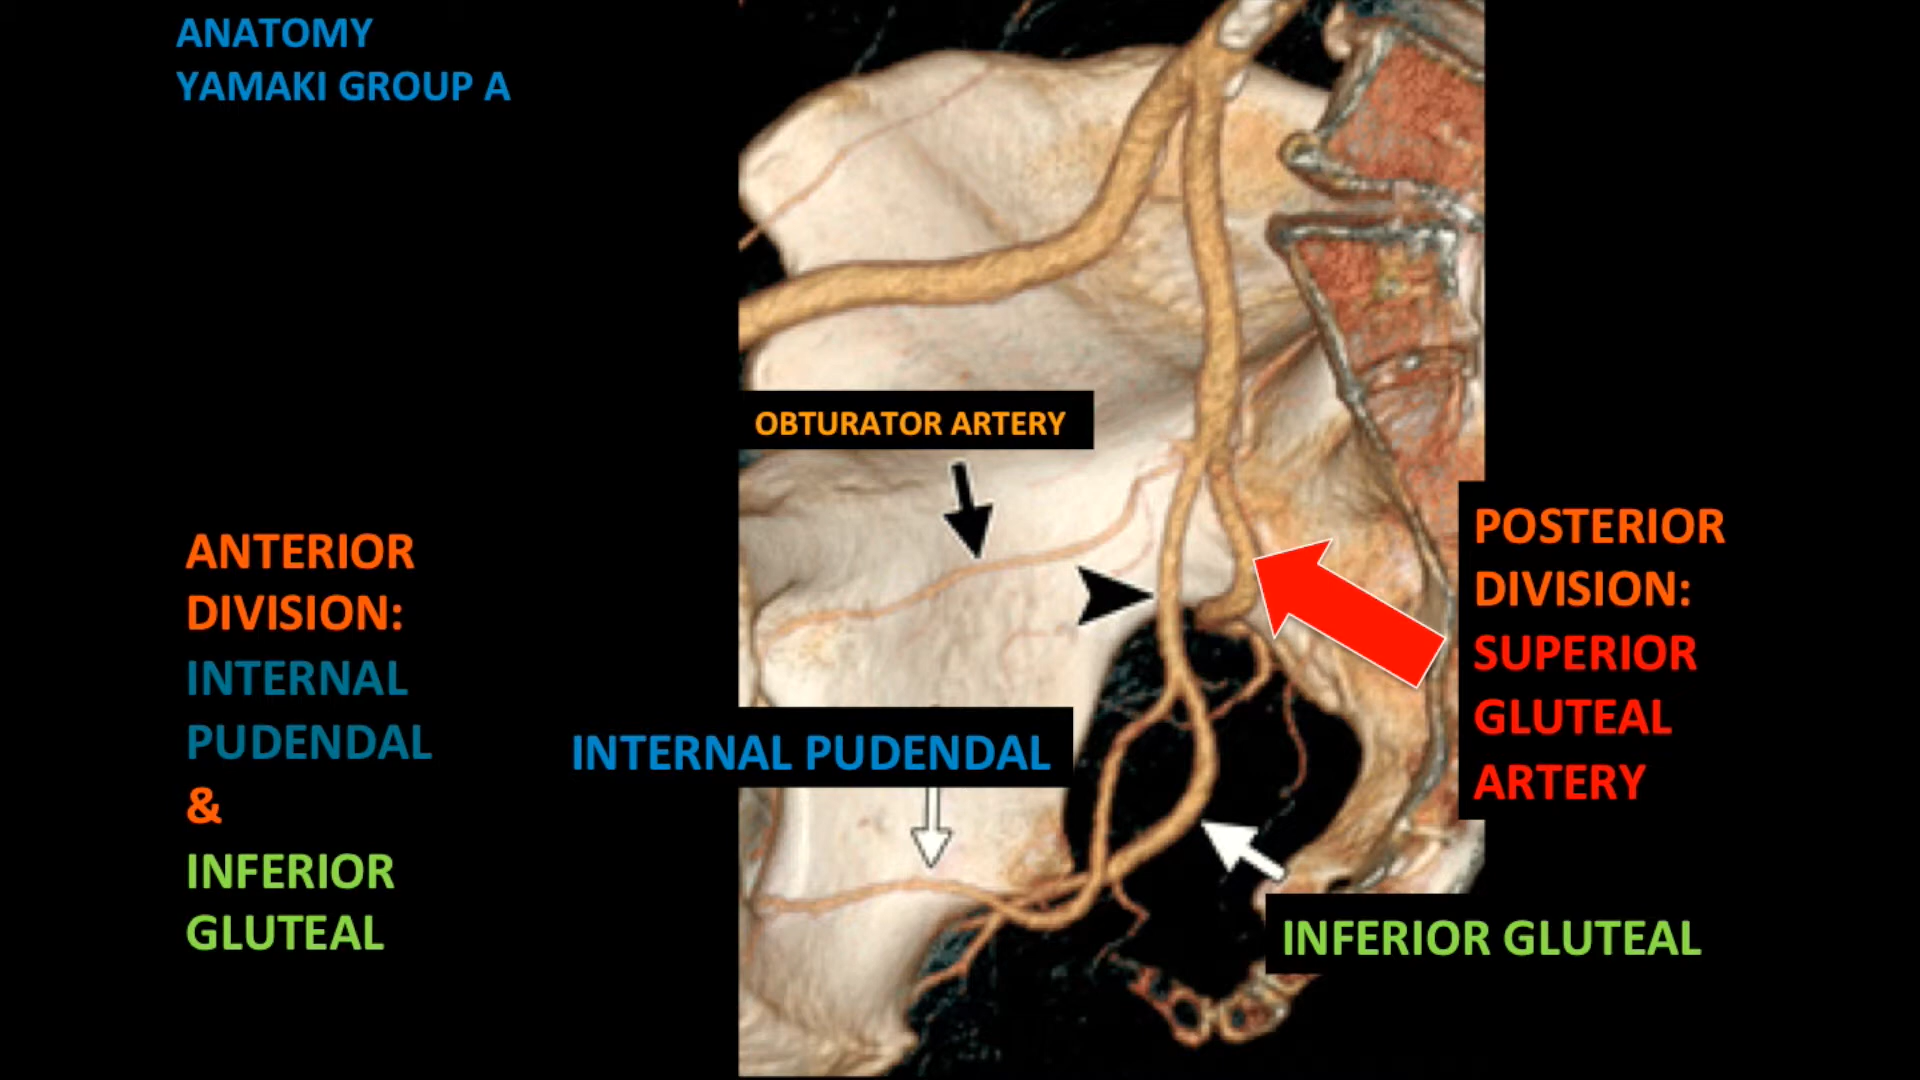 ANATOMY
YAMAKI GROUP A
OBTURATOR ARTERY
ANTERIOR
DIVISION:
INTERNAL
PUDENDAL
&
INFERIOR
GLUTEAL
INTERNAL PUDENDAL
POSTERIOR
DIVISION:
SUPERIOR
GLUTEAL
ARTERY
INFERIOR GLUTEAL